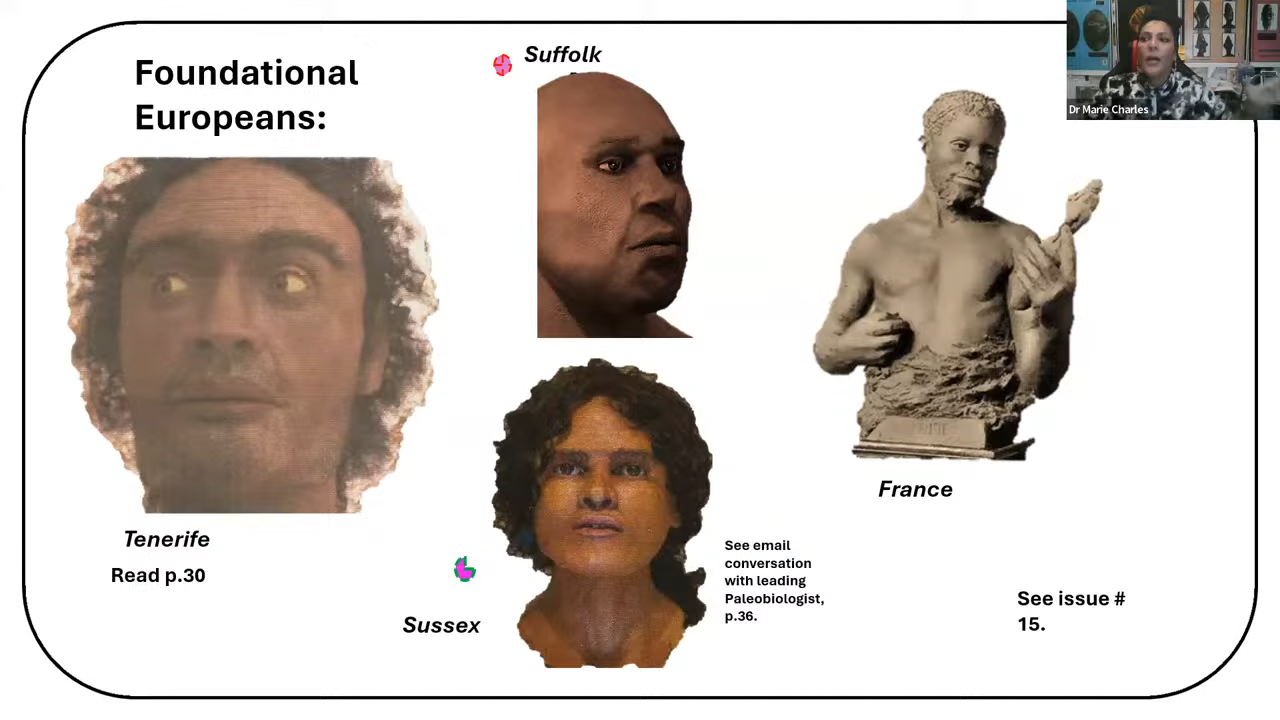 Foundational
Europeans:
Suffolk
Dr Marie Charles
Tenerife
Read p.30
Sussex
See email
conversation
with leading
Paleobiologist,
p.36.
France
See issue #
15.